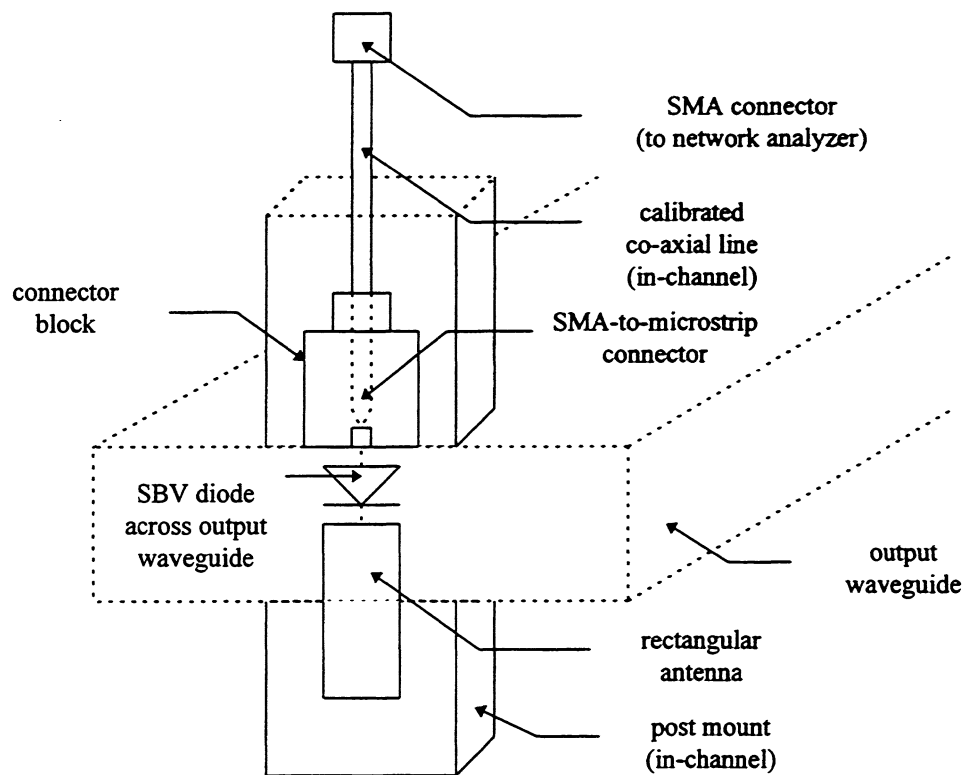 SMA connector
(to network analyzer)
calibrated
co-axial line
(in-channel)
connector
block
SMA-to-microstrip
connector
SBV diode
across output
waveguide
output
waveguide
rectangular
antenna
post mount
(in-channel)